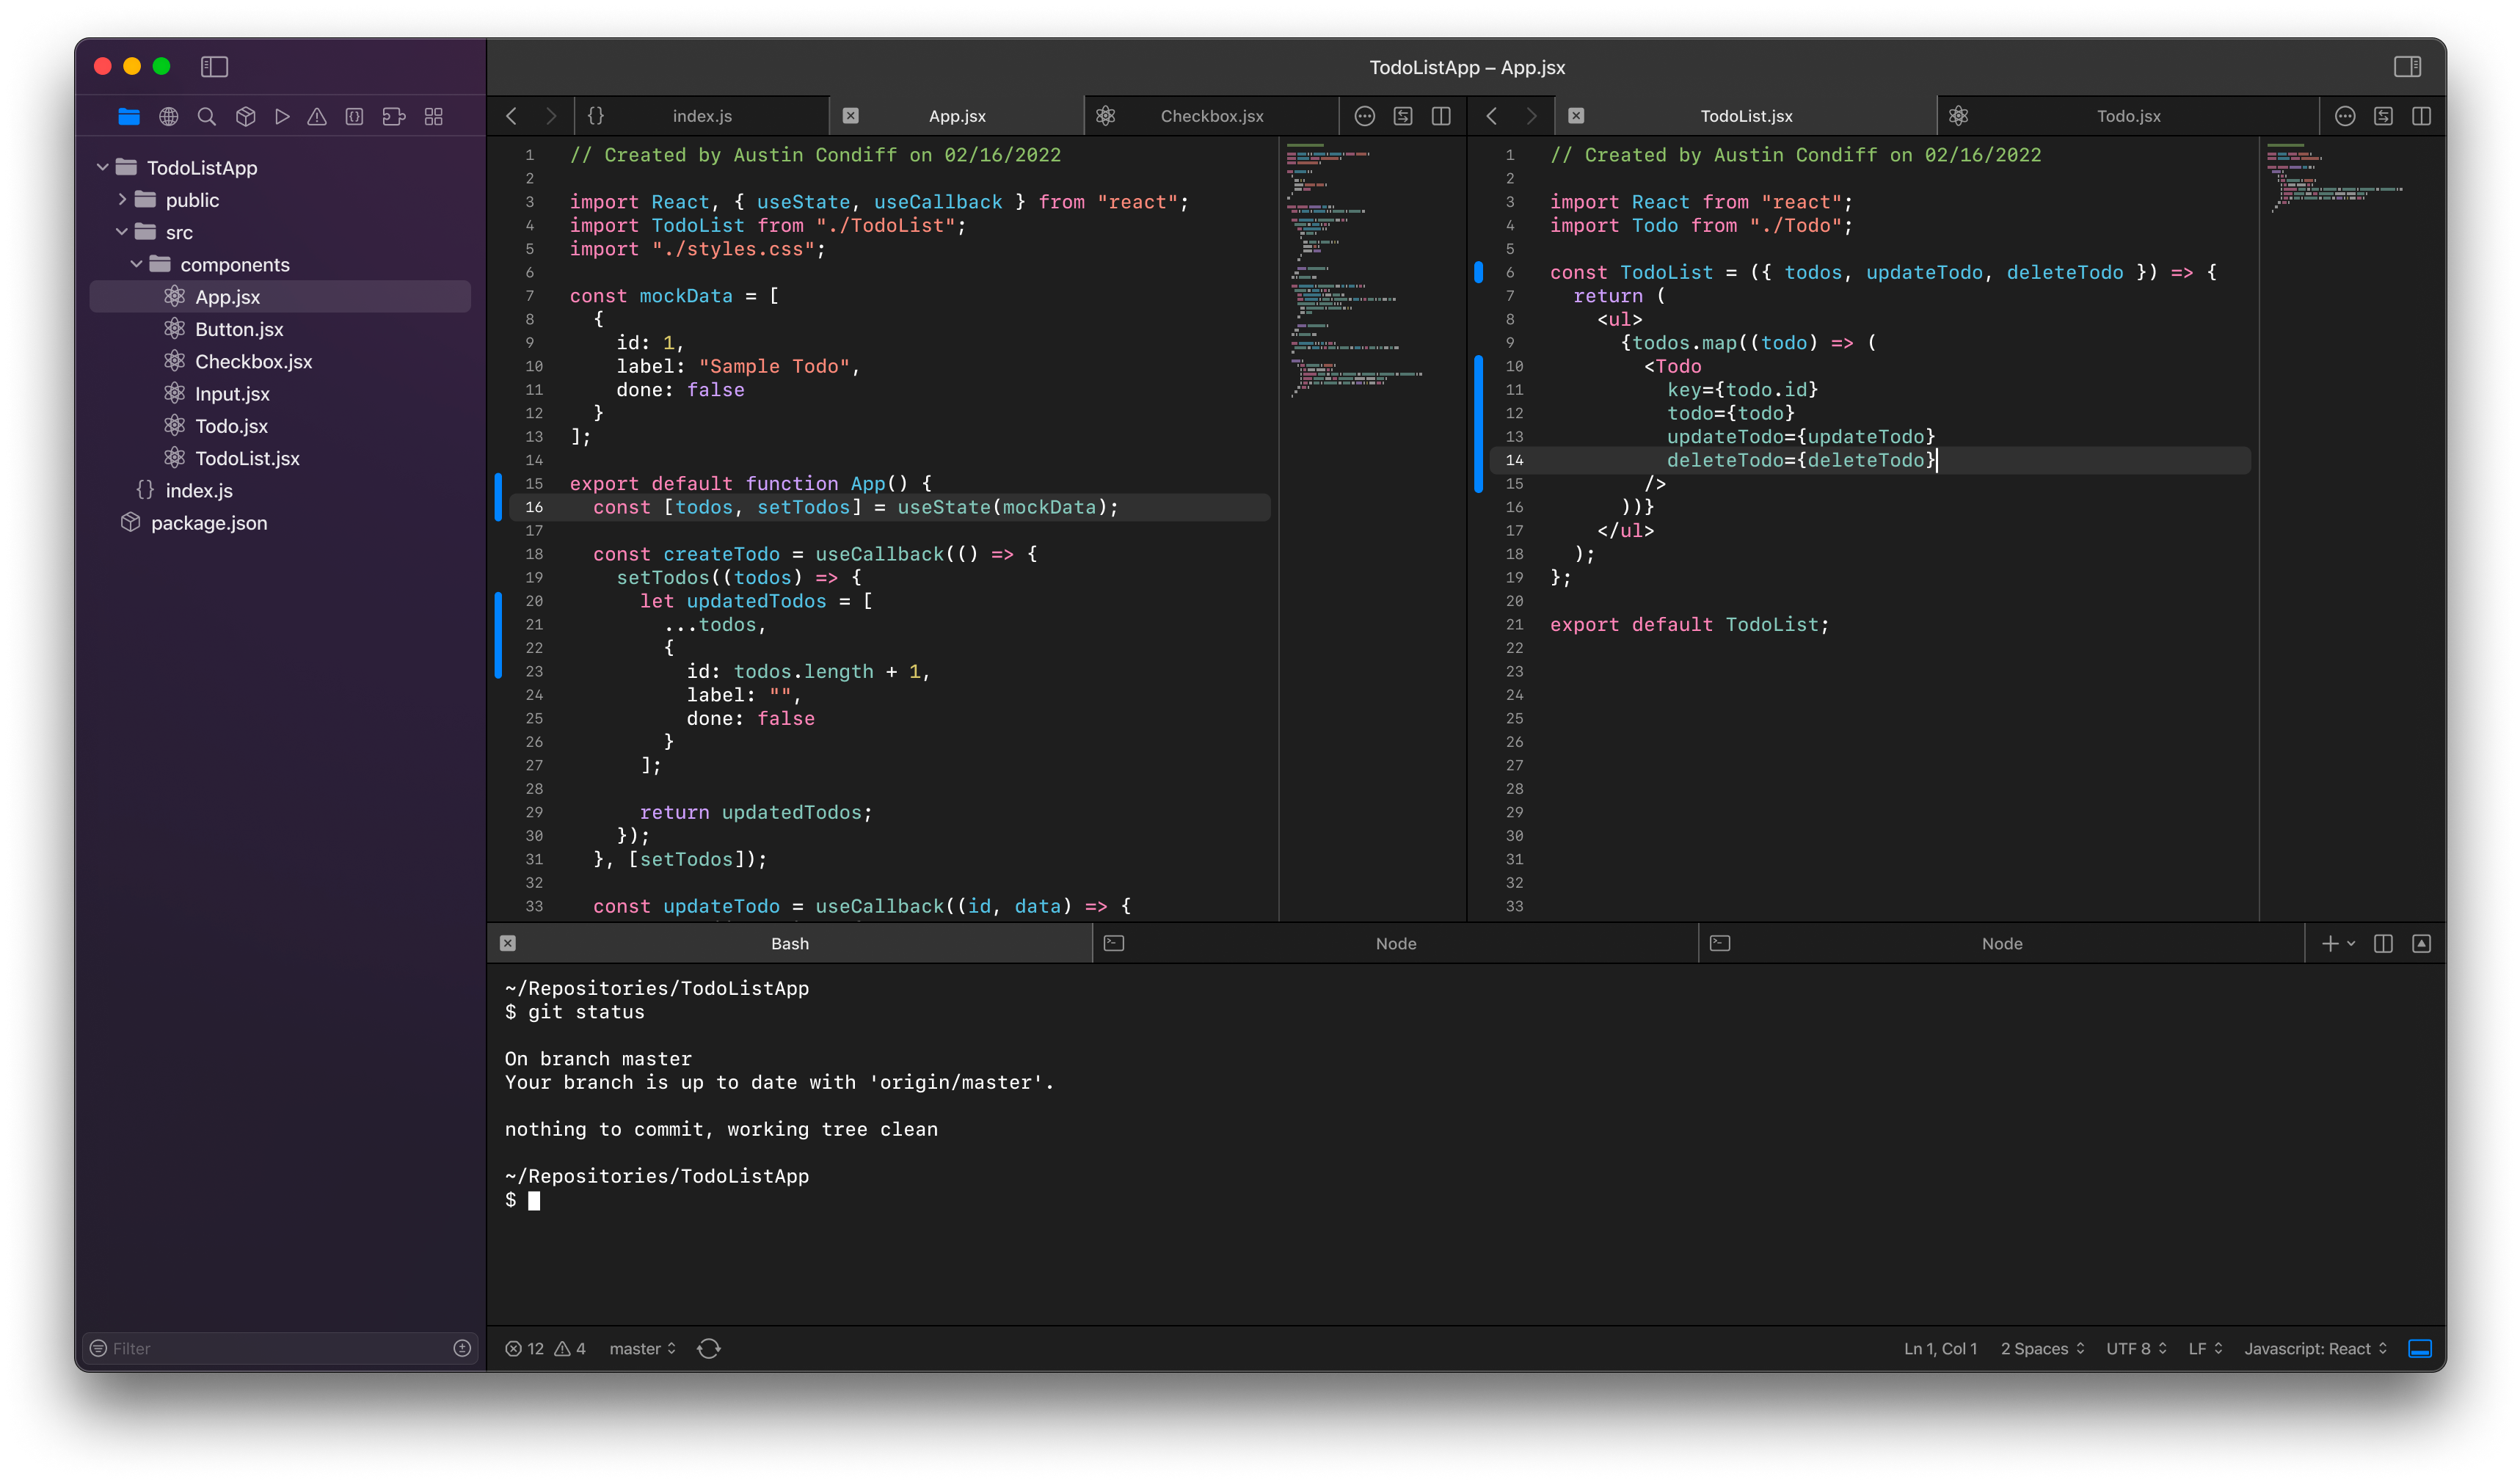 TodoListApp – App.jsx
TodoListApp
public
src
components
App.jsx
Button.jsx
Checkbox.jsx
Input.jsx
Todo.jsx
TodoList.jsx
index.js
package.json
Filter
index.js
App.jsx
Checkbox.jsx
1 // Created by Austin Condiff on 02/16/2022
2
3 import React, { useState, useCallback } from "react";
4 import TodoList from "./TodoList";
5 import "./styles.css";
6
7 const mockData = [
8   {
9     id: 1,
10     label: "Sample Todo",
11     done: false
12   }
13 ];
14
15 export default function App() {
16   const [todos, setTodos] = useState(mockData);
17
18   const createTodo = useCallback(() => {
19     setTodos((todos) => {
20       let updatedTodos = [
21         ...todos,
22         {
23           id: todos.length + 1,
24           label: "",
25           done: false
26         }
27       ];
28
29       return updatedTodos;
30     });
31   }, [setTodos]);
32
33   const updateTodo = useCallback((id, data) => {
TodoList.jsx
Todo.jsx
1 // Created by Austin Condiff on 02/16/2022
2
3 import React from "react";
4 import Todo from "./Todo";
5
6 const TodoList = ({ todos, updateTodo, deleteTodo }) => {
7   return (
8     <ul>
9       {todos.map((todo) => (
10         <Todo
11           key={todo.id}
12           todo={todo}
13           updateTodo={updateTodo}
14           deleteTodo={deleteTodo}
15         />
16       ))}
17     </ul>
18   );
19 };
20
21 export default TodoList;
22
23
24
25
26
27
28
29
30
31
32
33
Bash
Node
Node
~/Repositories/TodoListApp
$ git status
On branch master
Your branch is up to date with 'origin/master'.
nothing to commit, working tree clean
~/Repositories/TodoListApp
$
12 4 master
Ln 1, Col 1 2 Spaces UTF 8 LF Javascript: React